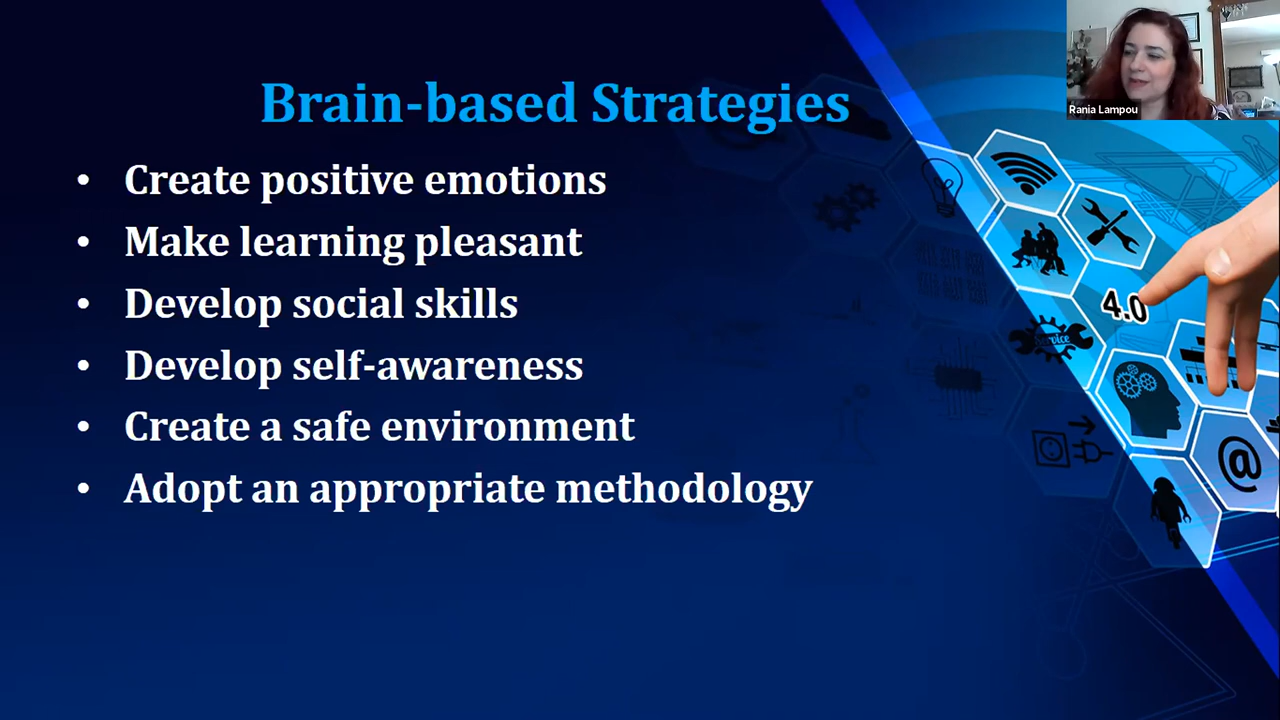 Brain-based Strategies
• Create positive emotions
• Make learning pleasant
• Develop social skills
• Develop self-awareness
• Create a safe environment
• Adopt an appropriate methodology
Rania Lampou
4.0
Service
@